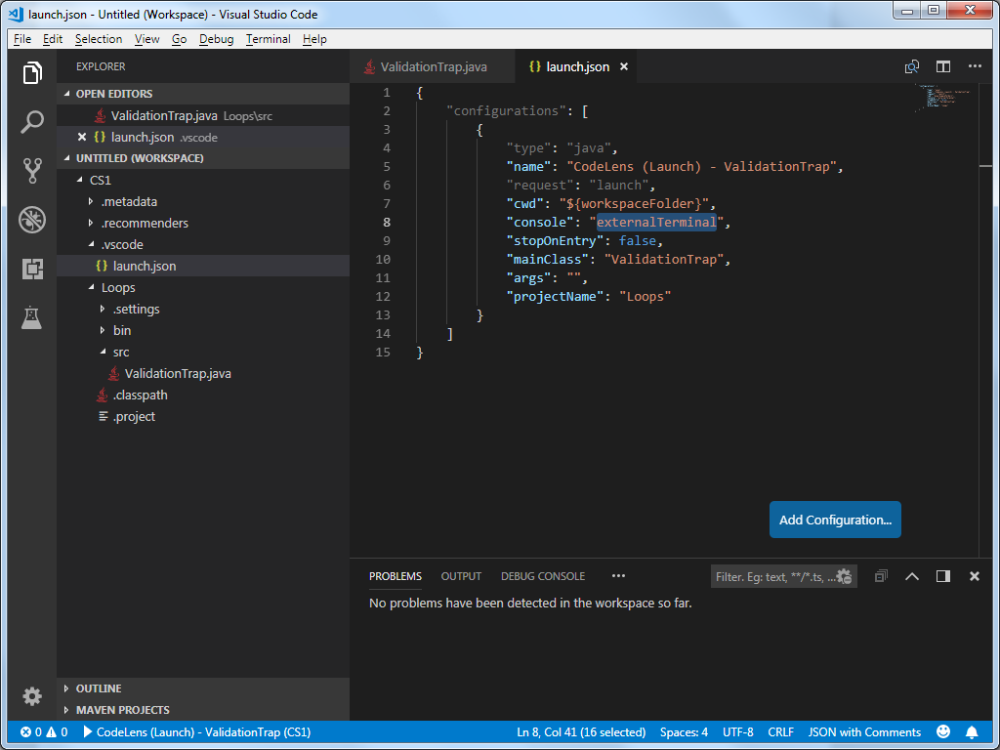 launch.json - Untitled (Workspace) - Visual Studio Code
File Edit Selection View Go Debug Terminal Help
EXPLORER
OPEN EDITORS
ValidationTrap.java Loops\src
launch.json .vscode
UNTITLED (WORKSPACE)
CS1
.metadata
.recommenders
.vscode
launch.json
Loops
.settings
bin
src
ValidationTrap.java
.classpath
.project
OUTLINE
MAVEN PROJECTS
ValidationTrap.java launch.json
1 {
2 "configurations": [
3 {
4 "type": "java",
5 "name": "CodeLens (Launch) - ValidationTrap",
6 "request": "launch",
7 "cwd": "${workspaceFolder}",
8 "console": "externalTerminal",
9 "stopOnEntry": false,
10 "mainClass": "ValidationTrap",
11 "args": "",
12 "projectName": "Loops"
13 }
14 ]
15 }
Add Configuration...
PROBLEMS OUTPUT DEBUG CONSOLE ··· Filter. Eg: text, **/*.ts, ...
No problems have been detected in the workspace so far.
0 0 CodeLens (Launch) - ValidationTrap (CS1) Ln 8, Col 41 (16 selected) Spaces: 4 UTF-8 CRLF JSON with Comments